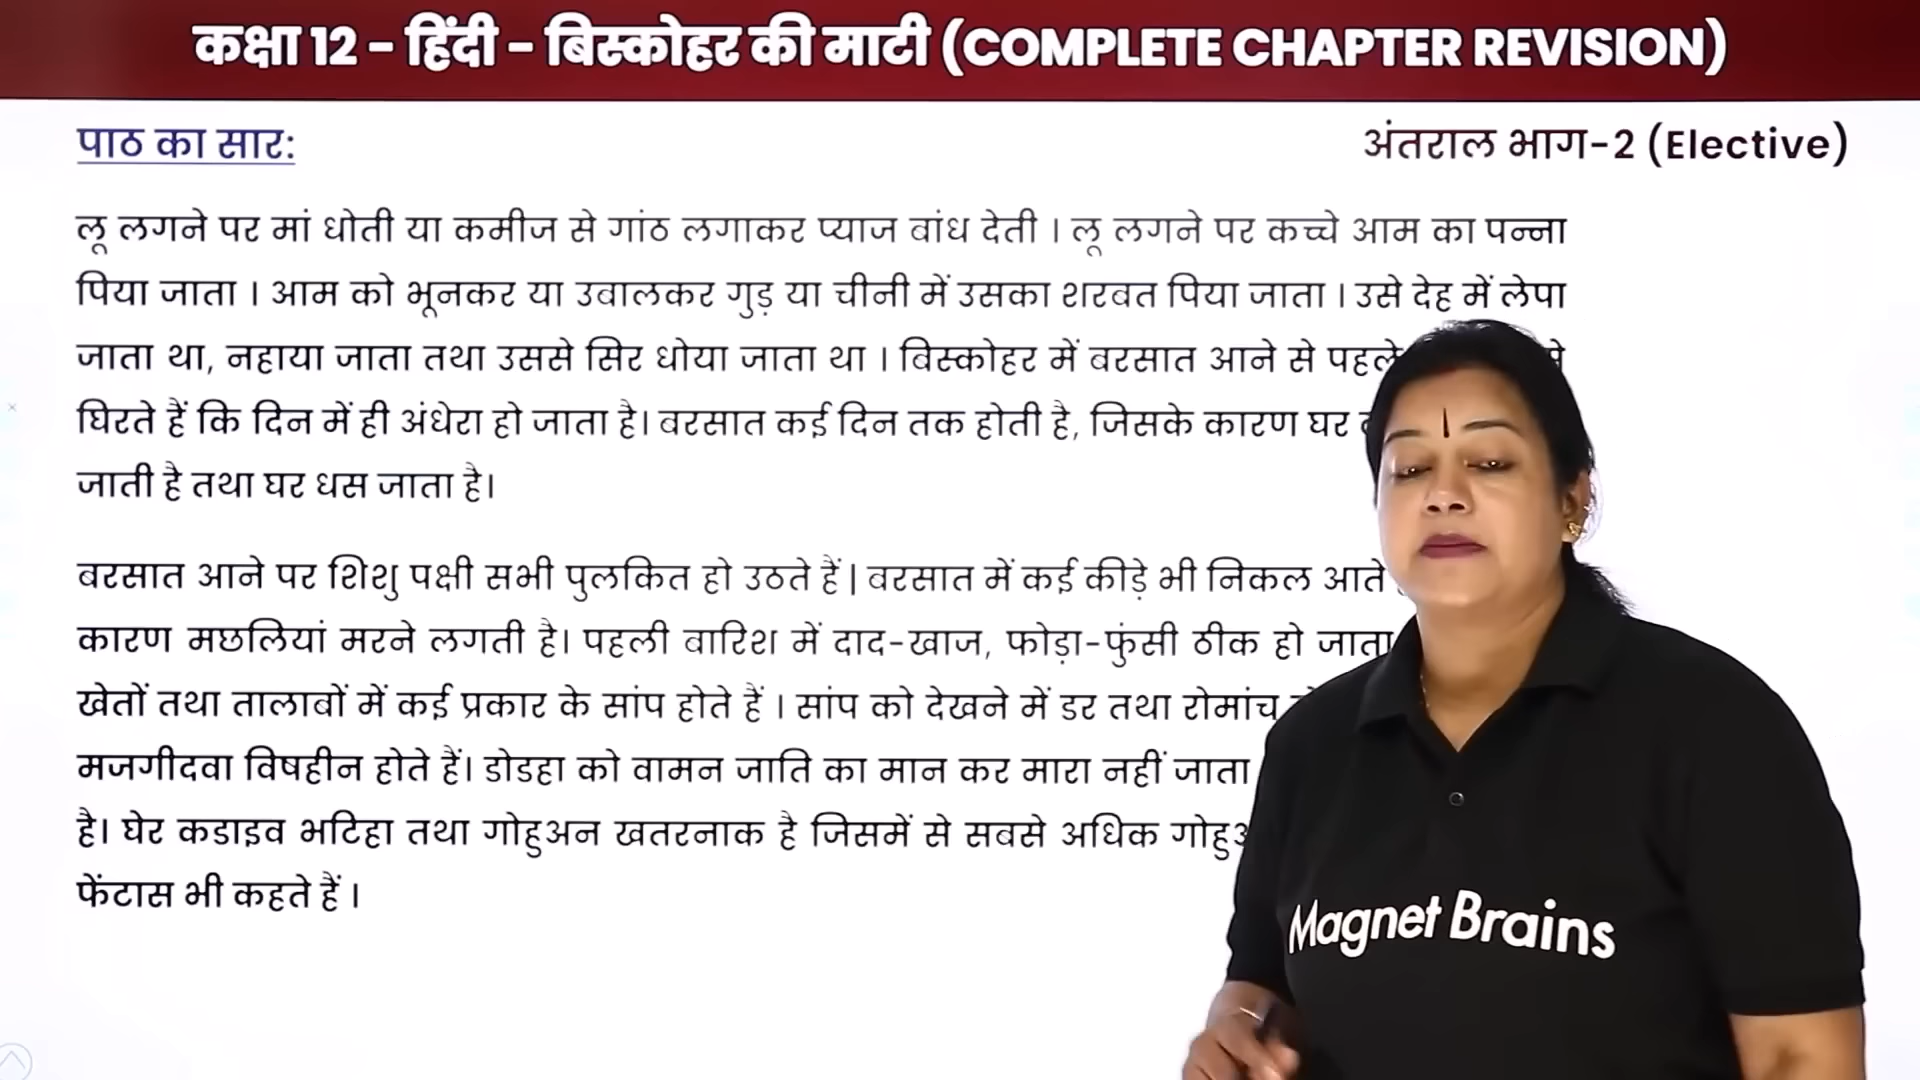 कक्षा 12 – हिंदी – बिस्कोहर की माटी (COMPLETE CHAPTER REVISION)
पाठ का सार:
अंतराल भाग-2 (Elective)
लू लगने पर मां धोती या कमीज से गांठ लगाकर प्याज बांध देती । लू लगने पर कच्चे आम का पन्ना
पिया जाता । आम को भूनकर या उबालकर गुड़ या चीनी में उसका शरबत पिया जाता । उसे देह में लेपा
जाता था, नहाया जाता तथा उससे सिर धोया जाता था । बिस्कोहर में बरसात आने से पहले
घिरते हैं कि दिन में ही अंधेरा हो जाता है। बरसात कई दिन तक होती है, जिसके कारण घर
जाती है तथा घर धस जाता है।
बरसात आने पर शिशु पक्षी सभी पुलकित हो उठते हैं | बरसात में कई कीड़े भी निकल आते
कारण मछलियां मरने लगती है। पहली बारिश में दाद-खाज, फोड़ा-फुंसी ठीक हो जाता
खेतों तथा तालाबों में कई प्रकार के सांप होते हैं । सांप को देखने में डर तथा रोमांच
मजगीदवा विषहीन होते हैं। डोडहा को वामन जाति का मान कर मारा नहीं जाता
है। घेर कडाइव भटिहा तथा गोहुअन खतरनाक है जिसमें से सबसे अधिक
फेंटास भी कहते हैं ।
Magnet Brains